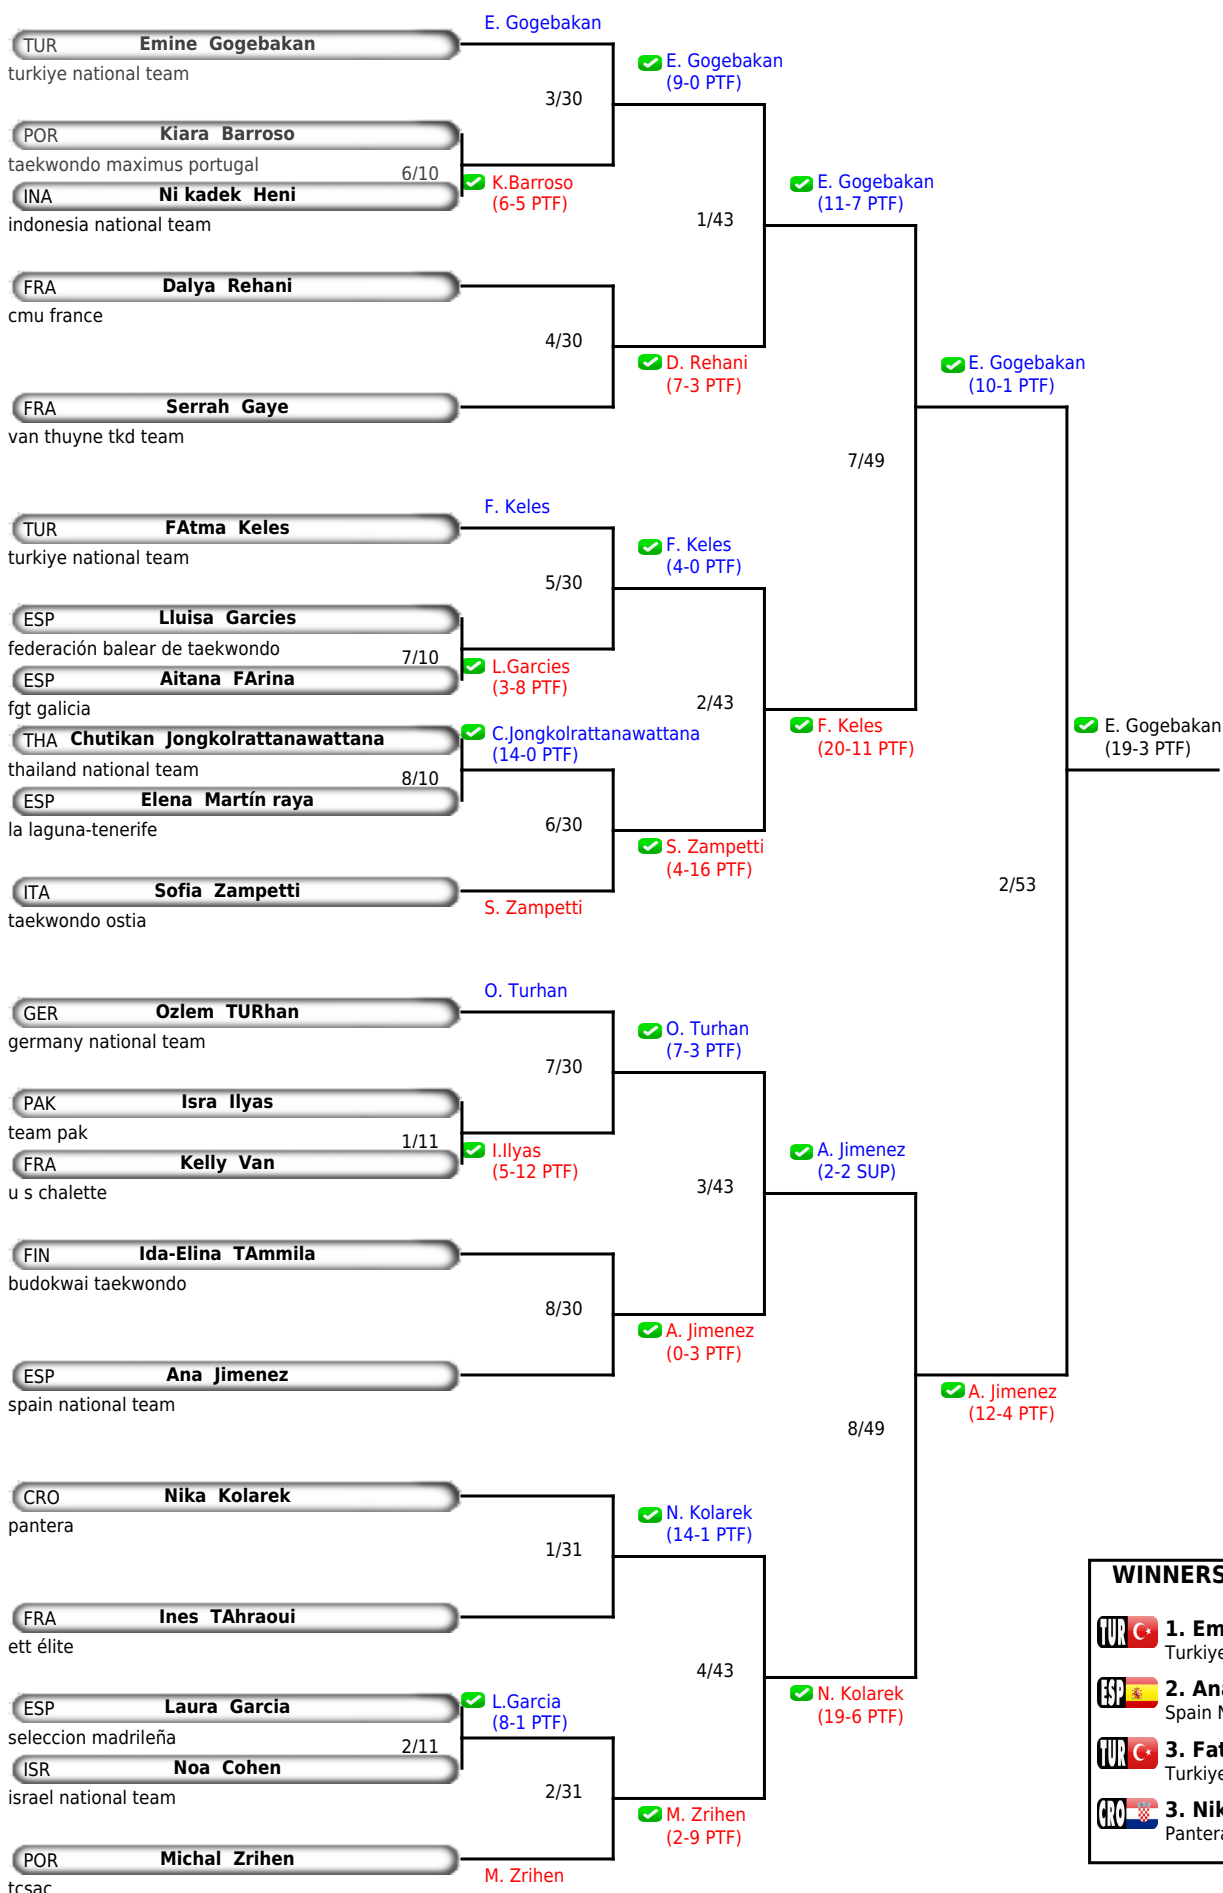 E. Gogebakan
TUR Emine Gogebakan
turkiye national team
E. Gogebakan
(9-0 PTF)
3/30
POR Kiara Barroso
taekwondo maximus portugal
6/10
K.Barroso
(6-5 PTF)
INA Ni kadek Heni
indonesia national team
E. Gogebakan
(11-7 PTF)
1/43
FRA Dalya Rehani
cmu france
4/30
D. Rehani
(7-3 PTF)
E. Gogebakan
(10-1 PTF)
FRA Serrah Gaye
van thuyne tkd team
7/49
F. Keles
TUR FAtma Keles
turkiye national team
F. Keles
(4-0 PTF)
5/30
ESP Lluisa Garcies
federación balear de taekwondo
7/10
L.Garcies
(3-8 PTF)
ESP Aitana FArina
fgt galicia
2/43
F. Keles
(20-11 PTF)
E. Gogebakan
(19-3 PTF)
THA Chutikan Jongkolrattanawattana
thailand national team
C.Jongkolrattanawattana
(14-0 PTF)
8/10
ESP Elena Martín raya
la laguna-tenerife
6/30
S. Zampetti
(4-16 PTF)
ITA Sofia Zampetti
taekwondo ostia
S. Zampetti
2/53
O. Turhan
GER Ozlem TURhan
germany national team
O. Turhan
(7-3 PTF)
7/30
PAK Isra Ilyas
team pak
1/11
I.Ilyas
(5-12 PTF)
FRA Kelly Van
u s chalette
A. Jimenez
(2-2 SUP)
3/43
FIN Ida-Elina TAmmila
budokwai taekwondo
8/30
A. Jimenez
(0-3 PTF)
ESP Ana Jimenez
spain national team
A. Jimenez
(12-4 PTF)
8/49
CRO Nika Kolarek
pantera
N. Kolarek
(14-1 PTF)
1/31
FRA Ines TAhraoui
ett élite
4/43
N. Kolarek
(19-6 PTF)
ESP Laura Garcia
seleccion madrileña
L.Garcia
(8-1 PTF)
2/11
ISR Noa Cohen
israel national team
2/31
M. Zrihen
(2-9 PTF)
POR Michal Zrihen
tcsac
M. Zrihen
WINNERS
TUR 1. Em
Turkiye
ESP 2. Ana
Spain N
TUR 3. Fat
Turkiye
CRO 3. Nik
Pantera